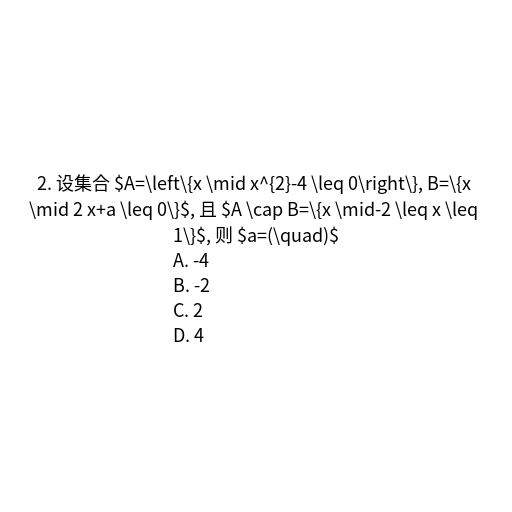 2. 设集合 $A=\left\{x \mid x^{2}-4 \leq 0\right\}, B=\{x
\mid 2 x+a \leq 0\}$, 且 $A \cap B=\{x \mid-2 \leq x \leq
1\}$, 则 $a=(\quad)$
A. -4
B. -2
C. 2
D. 4